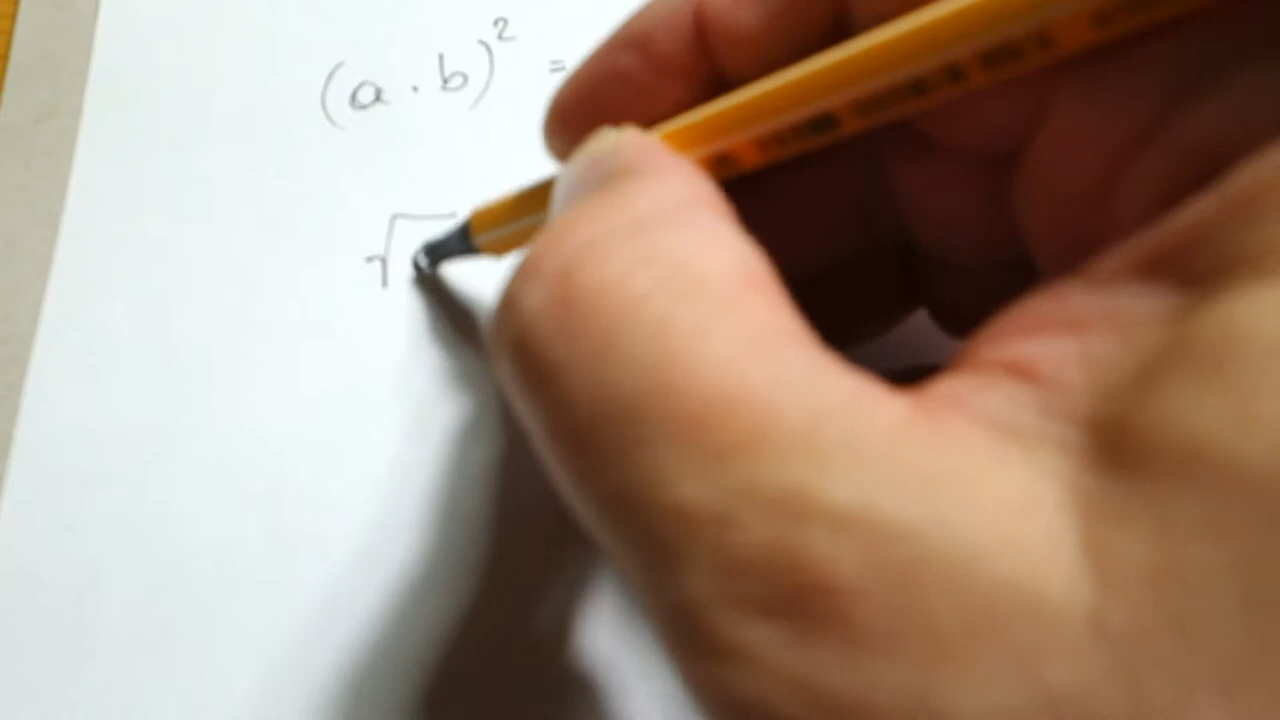 (a . b)² =
√